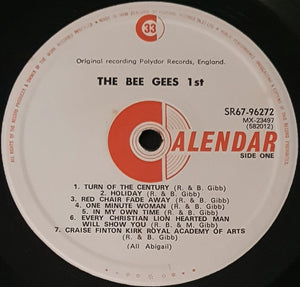 33
Original recording Polydor Records, England.
THE BEE GEES 1st
SR67-96272
MX-23497
(582012)
CALENDAR
SIDE ONE
1. TURN OF THE CENTURY (R. & B. Gibb)
2. HOLIDAY (R. & B. Gibb)
3. RED CHAIR FADE AWAY (R. & B. Gibb)
4. ONE MINUTE WOMAN (R. & B. Gibb)
5. IN MY OWN TIME (R. & B. Gibb)
6. EVERY CHRISTIAN LION HEARTED MAN
WILL SHOW YOU (R. B. & M. Gibb)
7. CRAISE FINTON KIRK ROYAL ACADEMY OF ARTS
(R. & B. Gibb)
(All Abigail)